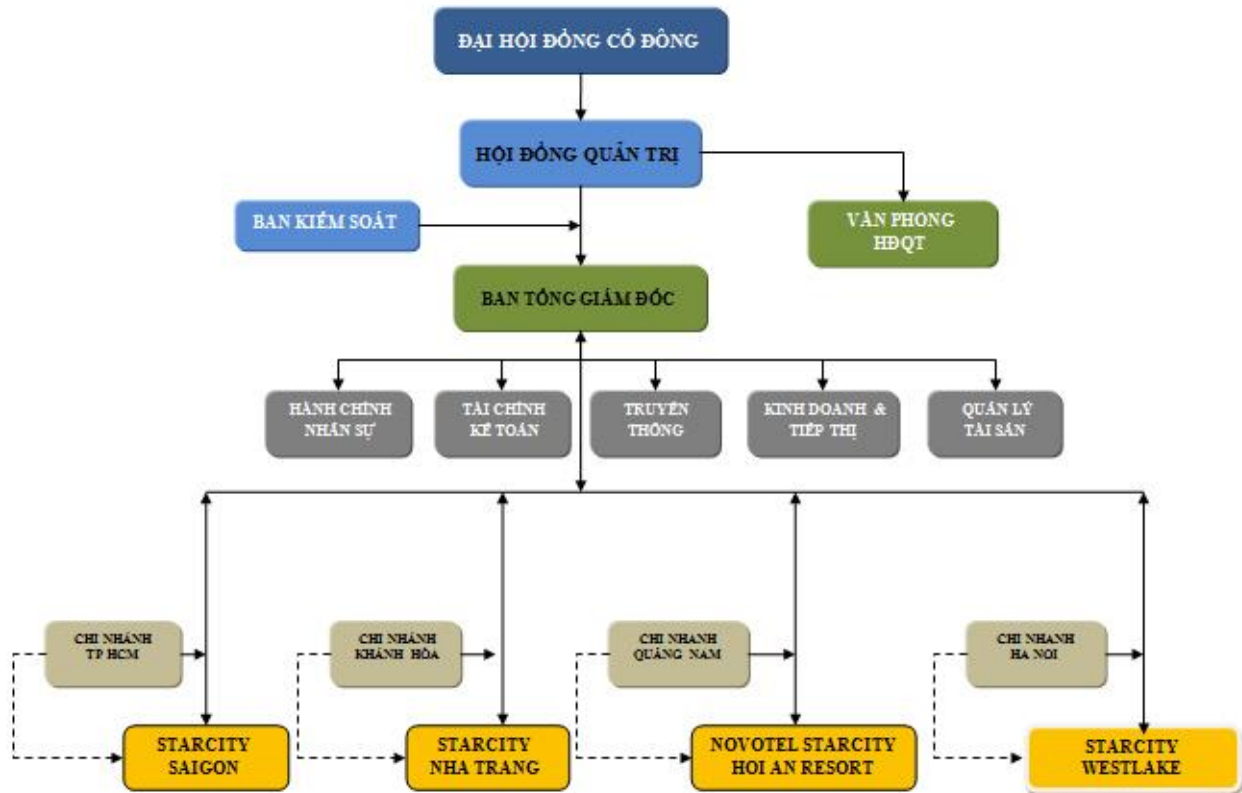 ĐẠI HỘI ĐỒNG CỔ ĐÔNG
HỘI ĐỒNG QUẢN TRỊ
BAN KIỂM SOÁT
VĂN PHÒNG
HĐQT
BAN TỔNG GIÁM ĐỐC
HÀNH CHÍNH
NHÂN SỰ
TÀI CHÍNH
KẾ TOÁN
TRUYỀN
THÔNG
KINH DOANH &
TIẾP THỊ
QUẢN LÝ
TÀI SẢN
CHI NHÁNH
TP HCM
CHI NHÁNH
KHÁNH HÒA
CHI NHANH
QUẢNG NAM
CHI NHANH
HA NOI
STARCITY
SAIGON
STARCITY
NHA TRANG
NOVOTEL STARCITY
HOI AN RESORT
STARCITY
WESTLAKE